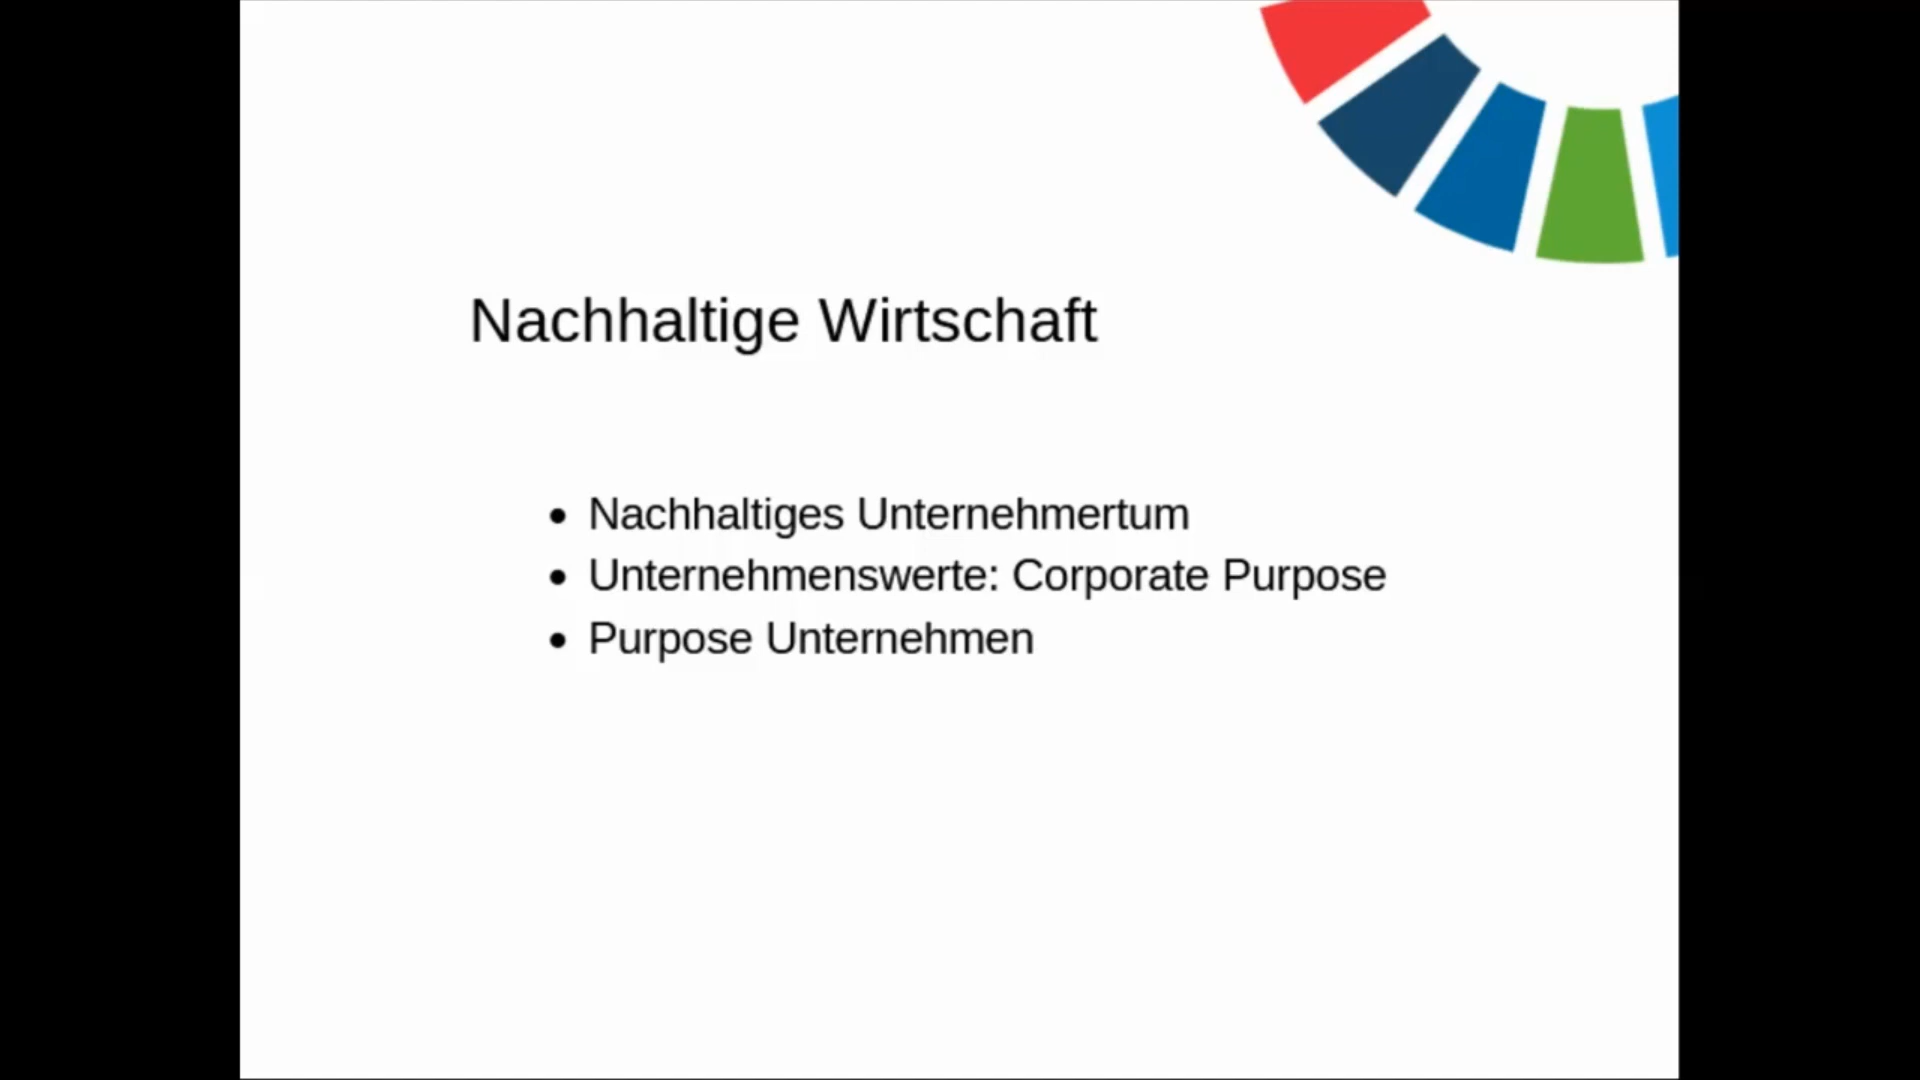 Nachhaltige Wirtschaft
• Nachhaltiges Unternehmertum
• Unternehmenswerte: Corporate Purpose
• Purpose Unternehmen